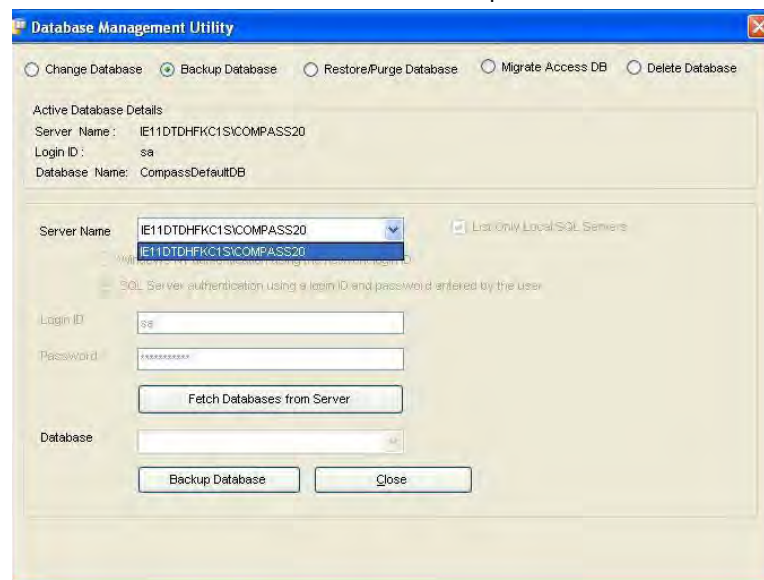 Database Management Utility
Change Database Backup Database Restore/Purge Database Migrate Access DB Delete Database
Active Database Details
Server Name : IE11DTDHFKC1S\COMPASS20
Login ID : sa
Database Name: CompassDefaultDB
Server Name IE11DTDHFKC1S\COMPASS20 List Only Local SQL Servers
IE11DTDHFKC1S\COMPASS20
SQL Server authentication using a login ID and password entered by the user
Login ID sa
Password ***********
Fetch Databases from Server
Database
Backup Database Close